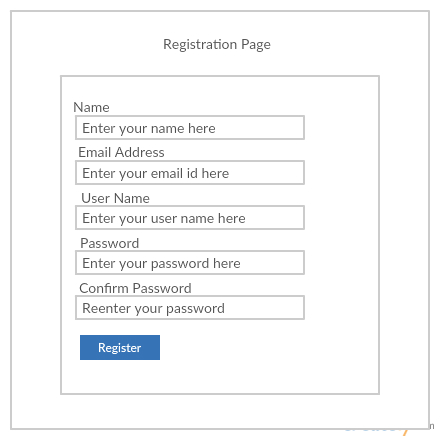 Registration Page
Name
Enter your name here
Email Address
Enter your email id here
User Name
Enter your user name here
Password
Enter your password here
Confirm Password
Reenter your password
Register